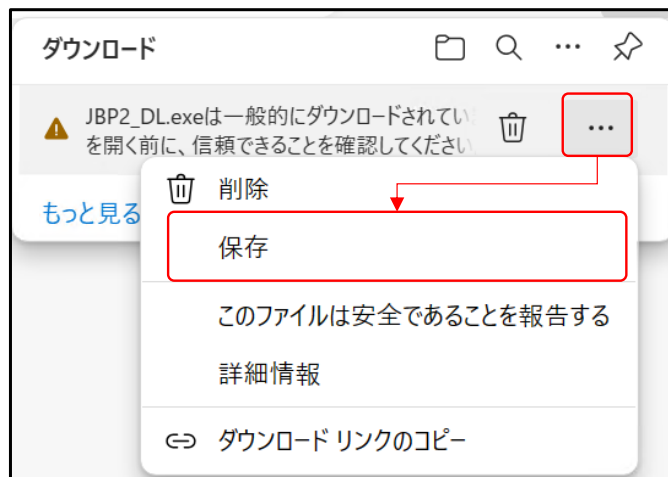 ダウンロード
JBP2_DL.exeは一般的にダウンロードされてい
を開く前に、信頼できることを確認してください
もっと見る
削除
保存
このファイルは安全であることを報告する
詳細情報
ダウンロード リンクのコピー